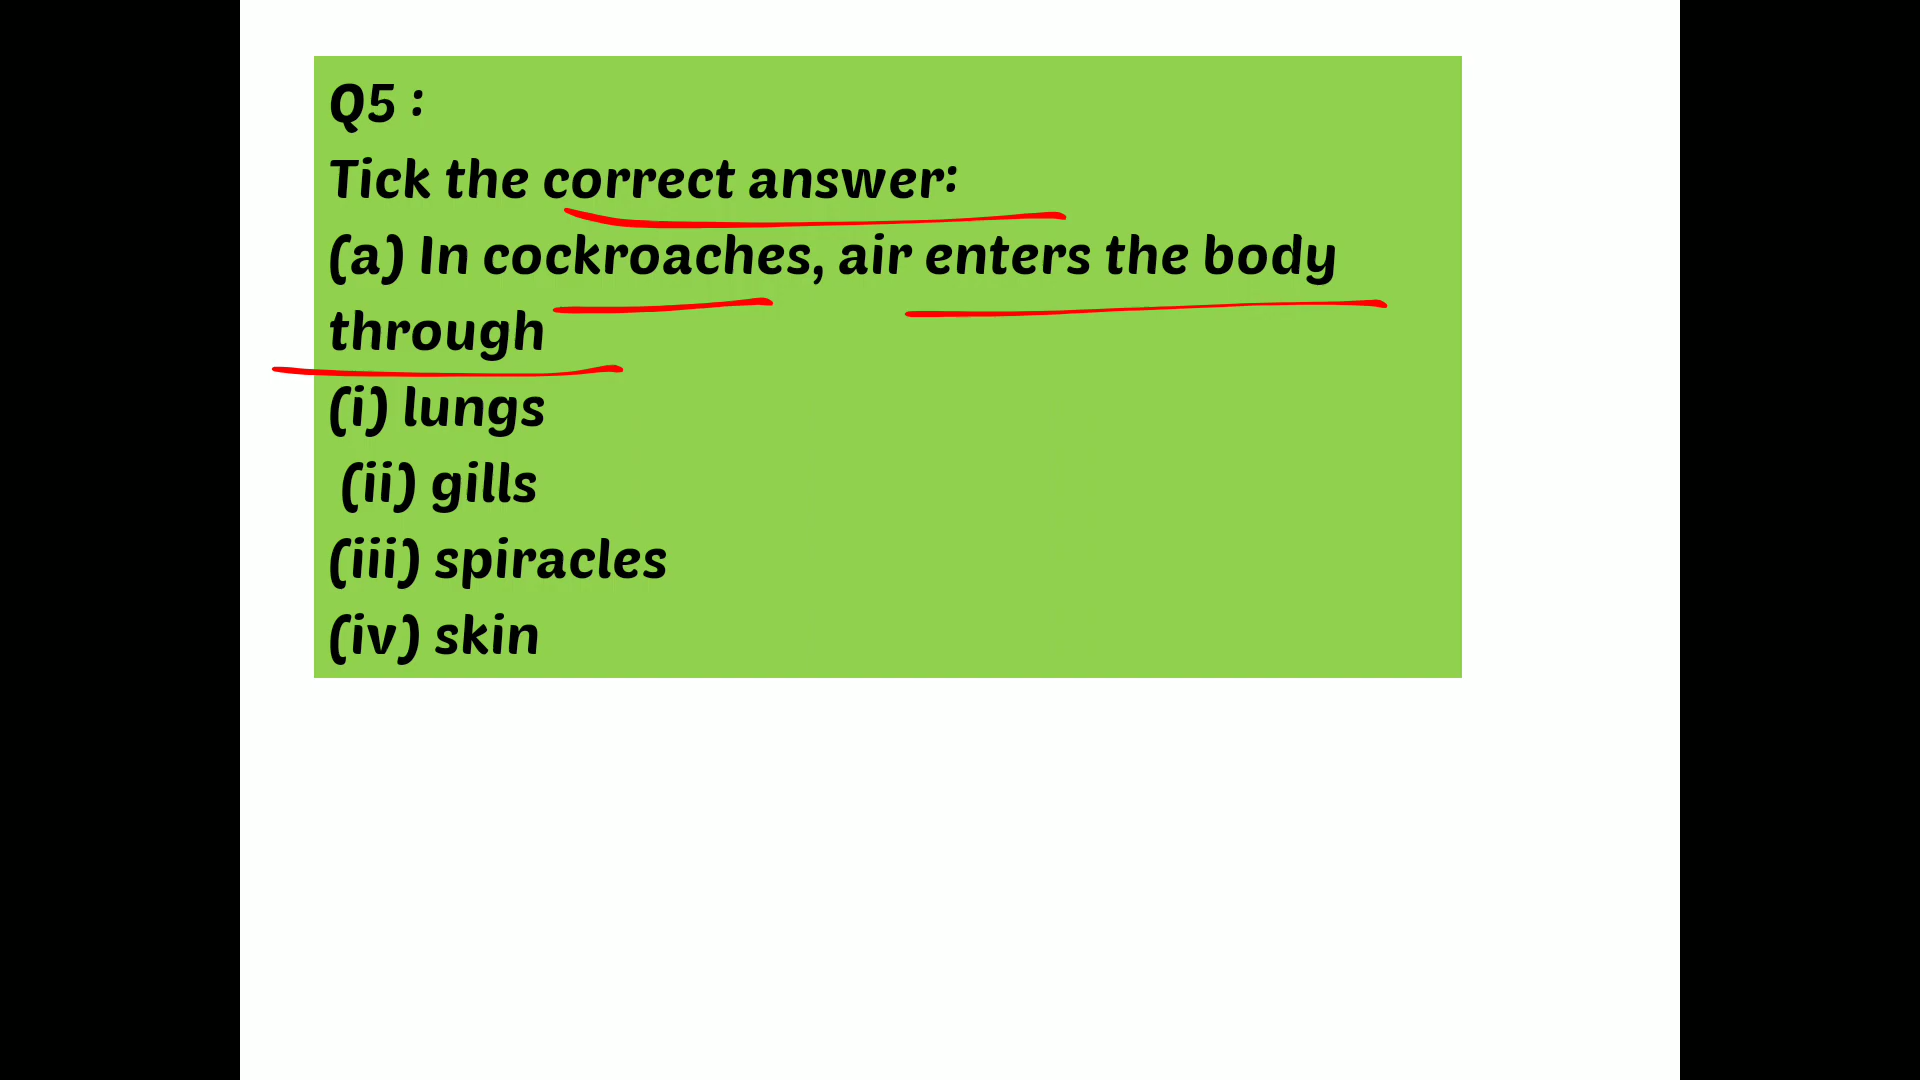 Q5 :
Tick the correct answer:
(a) In cockroaches, air enters the body
through
(i) lungs
(ii) gills
(iii) spiracles
(iv) skin